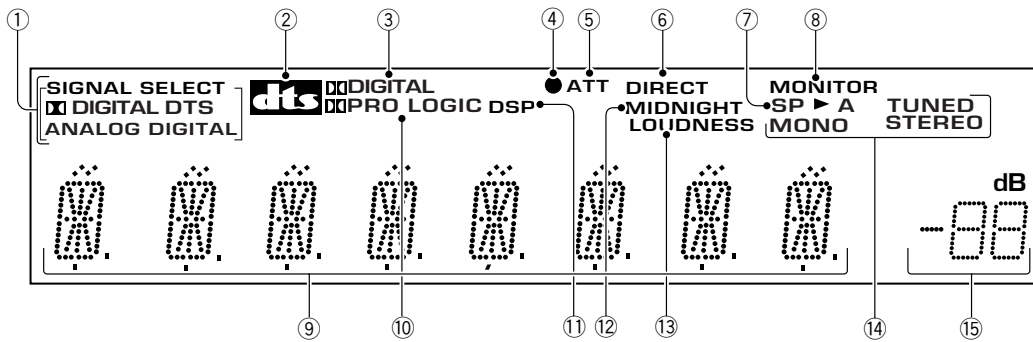 ① ② ③ ④ ⑤ ⑥ ⑦ ⑧
SIGNAL SELECT
DIGITAL DTS
ANALOG DIGITAL
dts
DIGITAL
PRO LOGIC DSP
ATT
DIRECT
MIDNIGHT
LOUDNESS
MONITOR
SP ► A TUNED
MONO STEREO
dB
-88
⑨ ⑩ ⑪ ⑫ ⑬ ⑭ ⑮